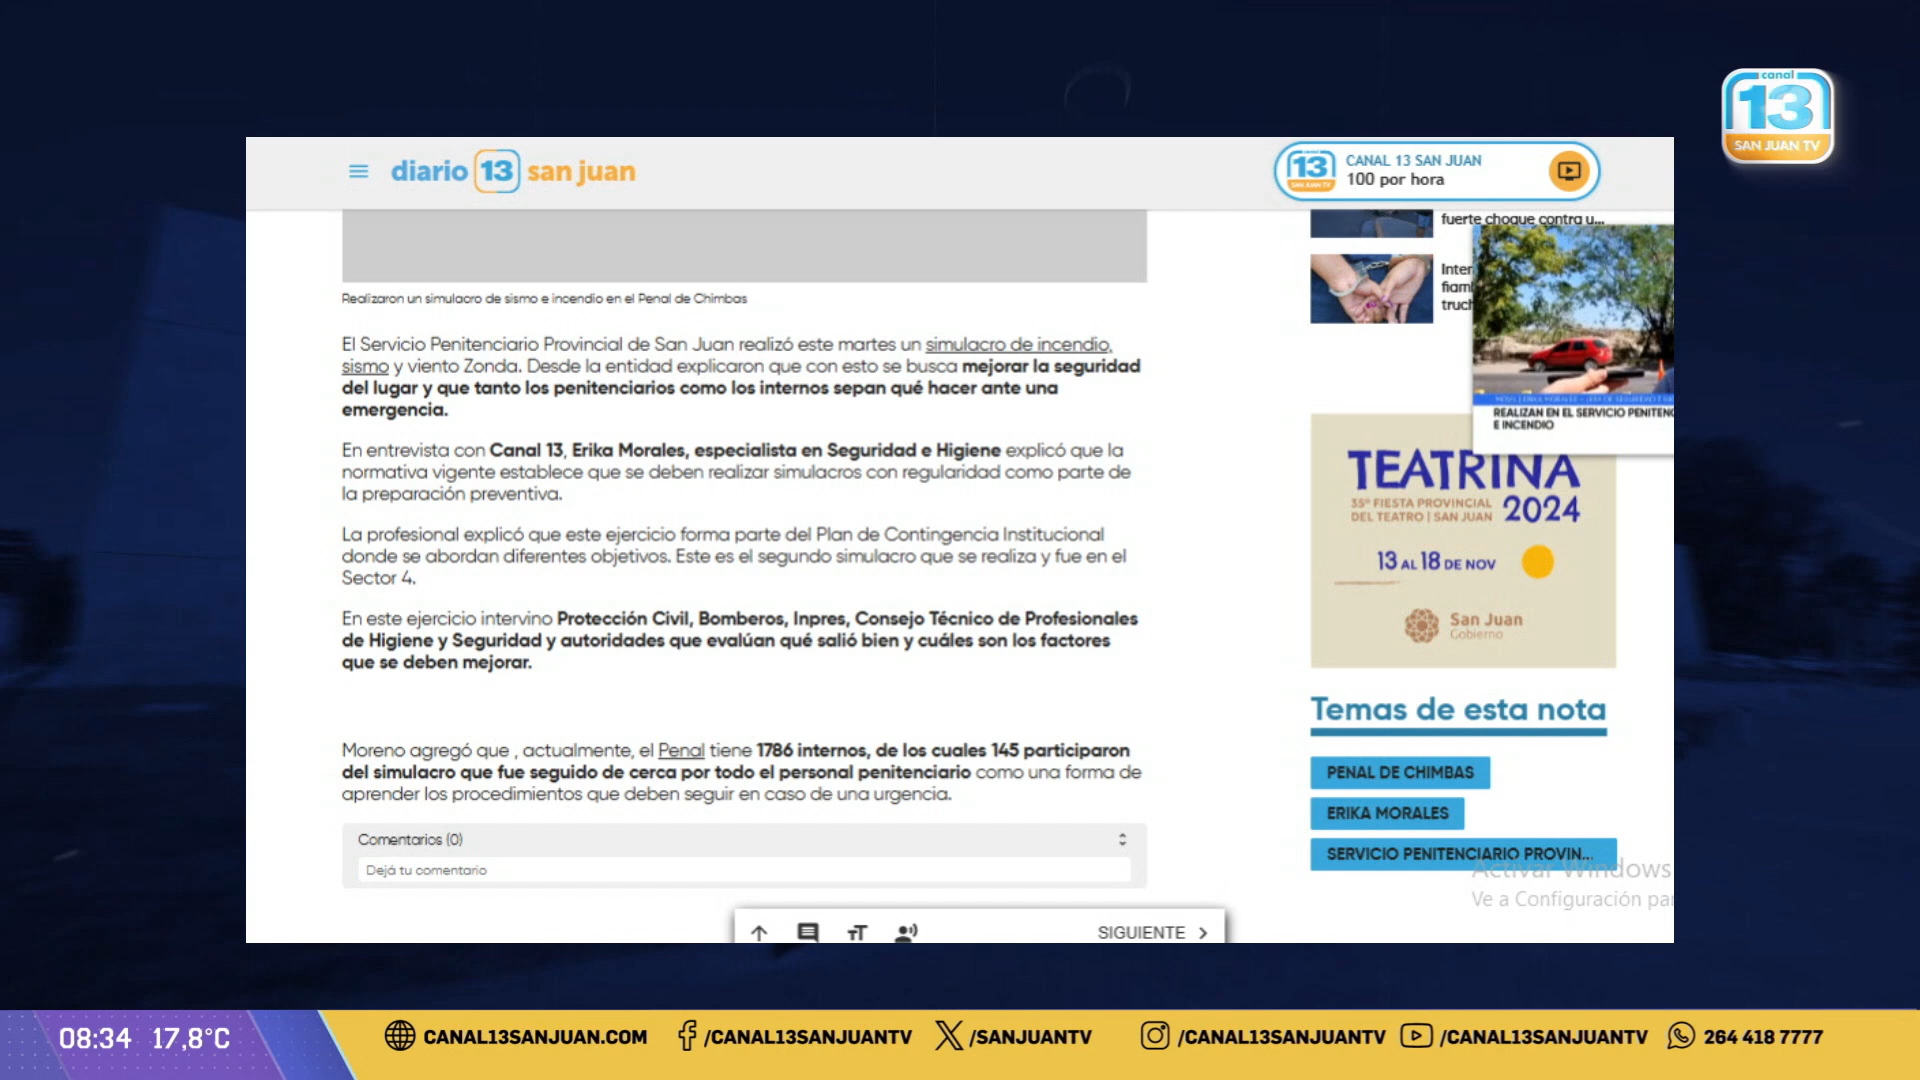 canal
13
SAN JUAN TV
diario 13 san juan
13
SAN JUAN TV
CANAL 13 SAN JUAN
100 por hora
fuerte choque contra u...
Realizaron un simulacro de sismo e incendio en el Penal de Chimbas
El Servicio Penitenciario Provincial de San Juan realizó este martes un simulacro de incendio,
sismo y viento Zonda. Desde la entidad explicaron que con esto se busca mejorar la seguridad
del lugar y que tanto los penitenciarios como los internos sepan qué hacer ante una
emergencia.
En entrevista con Canal 13, Erika Morales, especialista en Seguridad e Higiene explicó que la
normativa vigente establece que se deben realizar simulacros con regularidad como parte de
la preparación preventiva.
La profesional explicó que este ejercicio forma parte del Plan de Contingencia Institucional
donde se abordan diferentes objetivos. Este es el segundo simulacro que se realiza y fue en el
Sector 4.
En este ejercicio intervino Protección Civil, Bomberos, Inpres, Consejo Técnico de Profesionales
de Higiene y Seguridad y autoridades que evalúan qué salió bien y cuáles son los factores
que se deben mejorar.
Moreno agregó que , actualmente, el Penal tiene 1786 internos, de los cuales 145 participaron
del simulacro que fue seguido de cerca por todo el personal penitenciario como una forma de
aprender los procedimientos que deben seguir en caso de una urgencia.
Comentarios (0)
Dejá tu comentario
SIGUIENTE
Inter
fiaml
truch
REALIZAN EN EL SERVICIO PENITENC
E INCENDIO
TEATRINA
35º FIESTA PROVINCIAL
DEL TEATRO | SAN JUAN 2024
13 AL 18 DE NOV
San Juan
Gobierno
Temas de esta nota
PENAL DE CHIMBAS
ERIKA MORALES
SERVICIO PENITENCIARIO PROVIN...
Activar Windows
Ve a Configuración par
08:34 17,8°C
CANAL13SANJUAN.COM /CANAL13SANJUANTV /SANJUANTV /CANAL13SANJUANTV /CANAL13SANJUANTV 264 418 7777